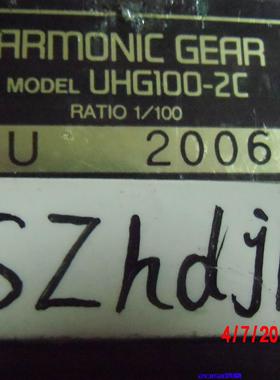 ARMONIC GEAR
MODEL UHG100-2C
RATIO 1/100
U 2006
SZhdj
4/7/20